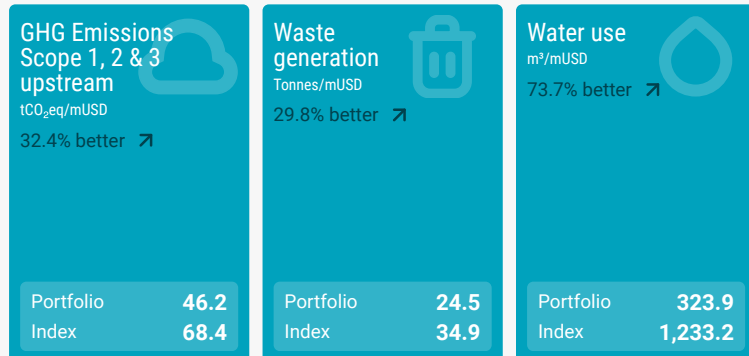 GHG Emissions
Scope 1, 2 & 3
upstream
tCO₂eq/mUSD
32.4% better
Portfolio 46.2
Index 68.4
Waste
generation
Tonnes/mUSD
29.8% better
Portfolio 24.5
Index 34.9
Water use
m³/mUSD
73.7% better
Portfolio 323.9
Index 1,233.2